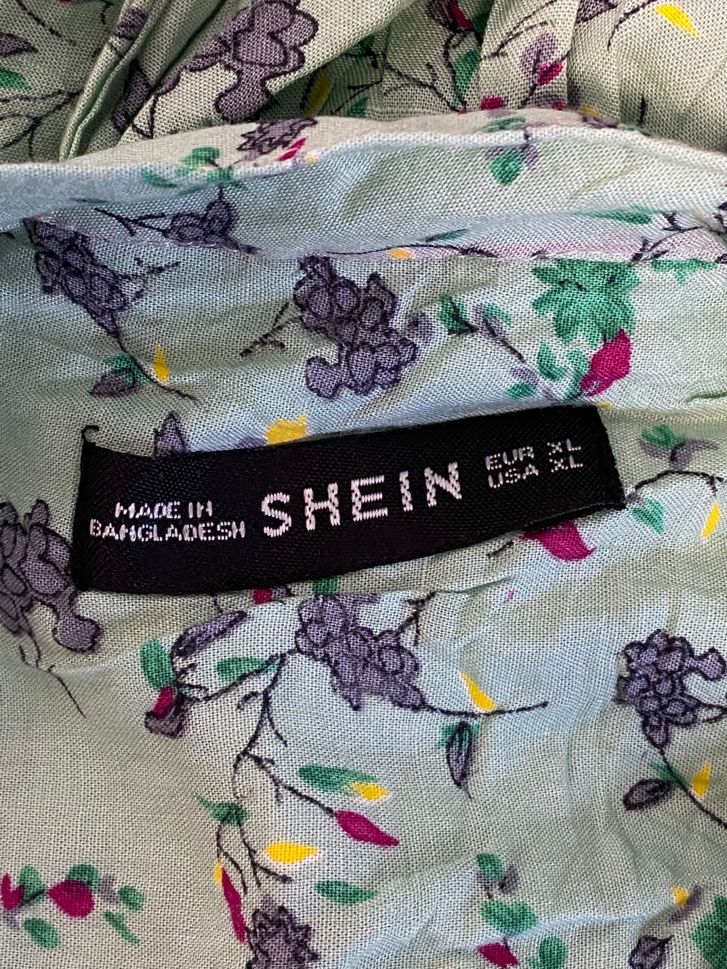 MADE IN
BANGLADESH
SHEIN
EUR XL
USA XL